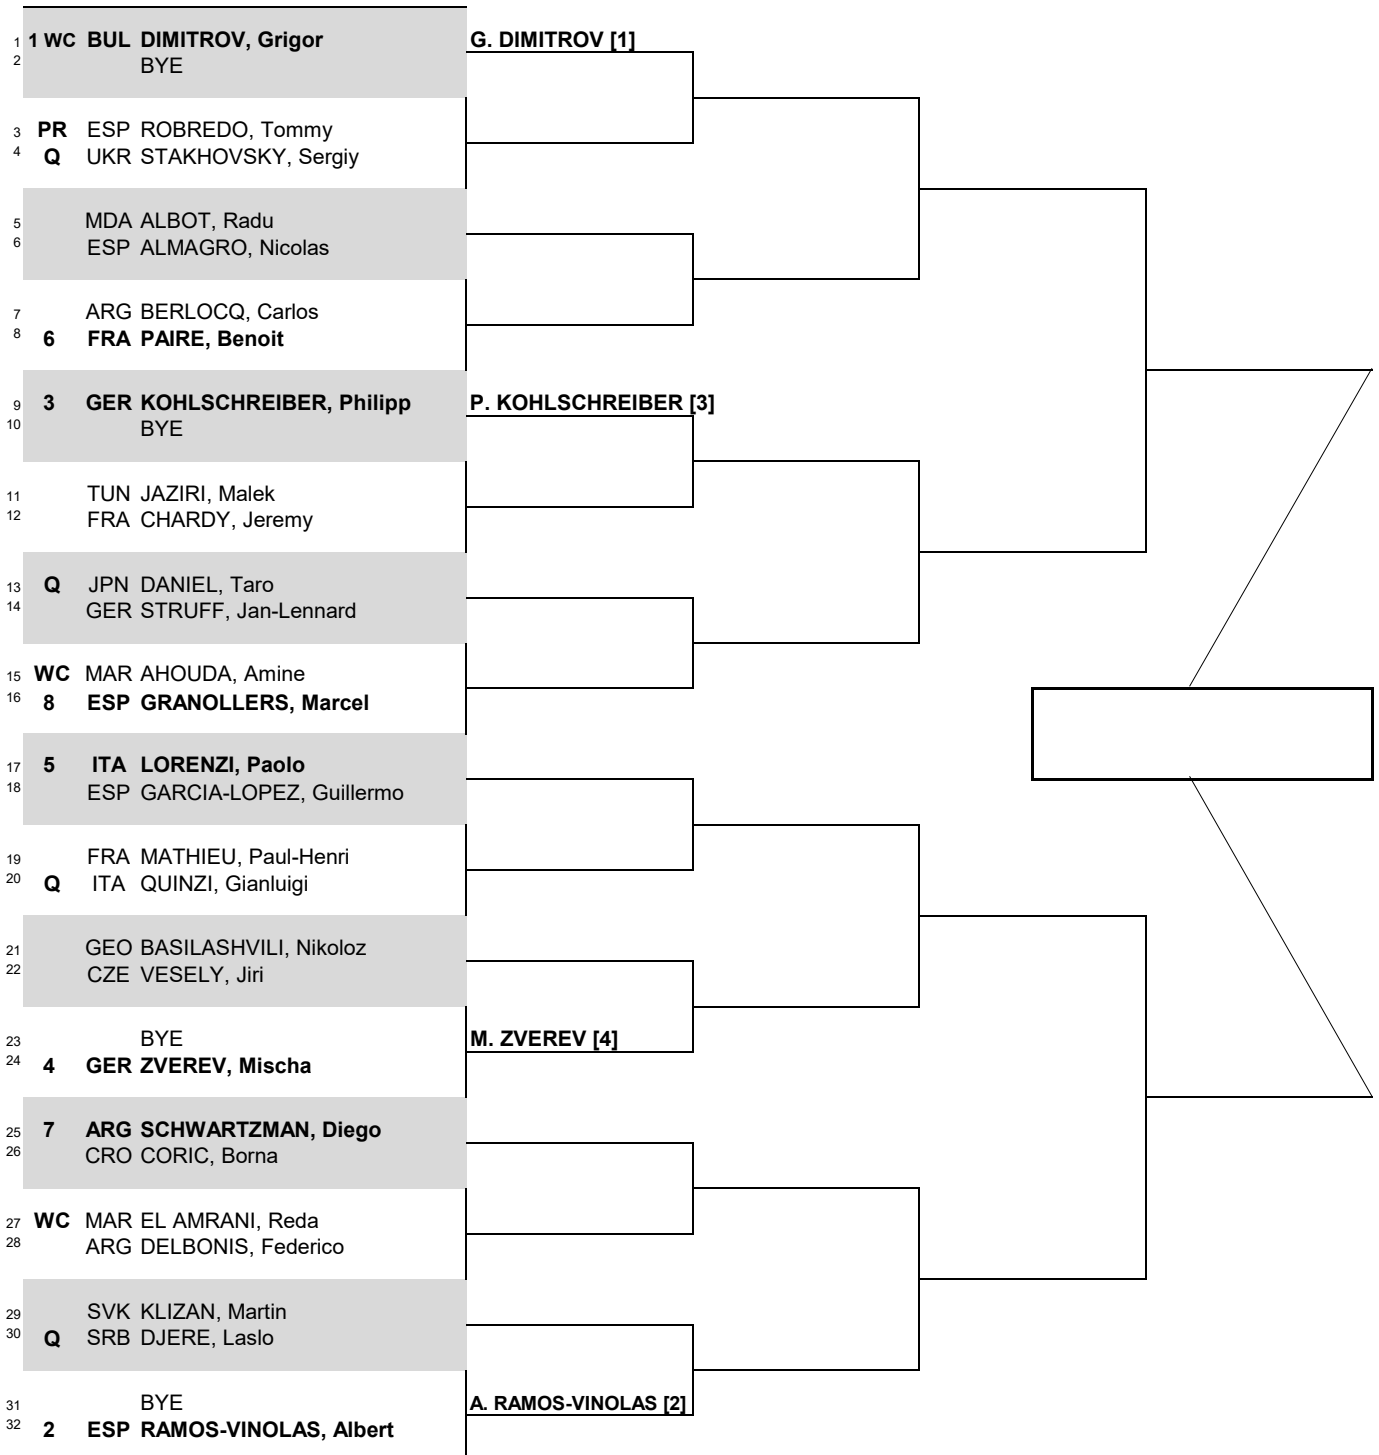 1 1 WC BUL DIMITROV, Grigor G. DIMITROV [1]
2 BYE
3 PR ESP ROBREDO, Tommy
4 Q UKR STAKHOVSKY, Sergiy
5 MDA ALBOT, Radu
6 ESP ALMAGRO, Nicolas
7 ARG BERLOCQ, Carlos
8 6 FRA PAIRE, Benoit
9 3 GER KOHLSCHREIBER, Philipp P. KOHLSCHREIBER [3]
10 BYE
11 TUN JAZIRI, Malek
12 FRA CHARDY, Jeremy
13 Q JPN DANIEL, Taro
14 GER STRUFF, Jan-Lennard
15 WC MAR AHOUDA, Amine
16 8 ESP GRANOLLERS, Marcel
17 5 ITA LORENZI, Paolo
18 ESP GARCIA-LOPEZ, Guillermo
19 FRA MATHIEU, Paul-Henri
20 Q ITA QUINZI, Gianluigi
21 GEO BASILASHVILI, Nikoloz
22 CZE VESELY, Jiri
23 BYE M. ZVEREV [4]
24 4 GER ZVEREV, Mischa
25 7 ARG SCHWARTZMAN, Diego
26 CRO CORIC, Borna
27 WC MAR EL AMRANI, Reda
28 ARG DELBONIS, Federico
29 SVK KLIZAN, Martin
30 Q SRB DJERE, Laslo
31 BYE A. RAMOS-VINOLAS [2]
32 2 ESP RAMOS-VINOLAS, Albert